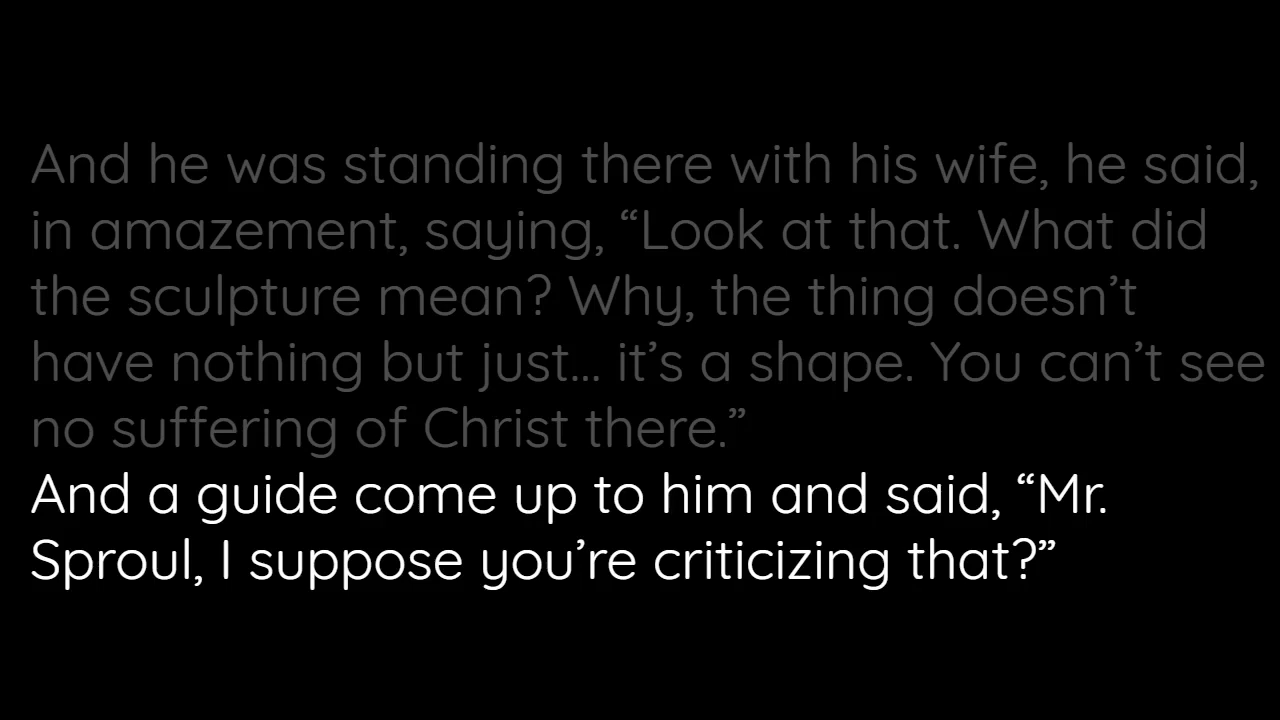 And he was standing there with his wife, he said,
in amazement, saying, “Look at that. What did
the sculpture mean? Why, the thing doesn’t
have nothing but just... it’s a shape. You can’t see
no suffering of Christ there.”
And a guide come up to him and said, “Mr.
Sproul, I suppose you’re criticizing that?”